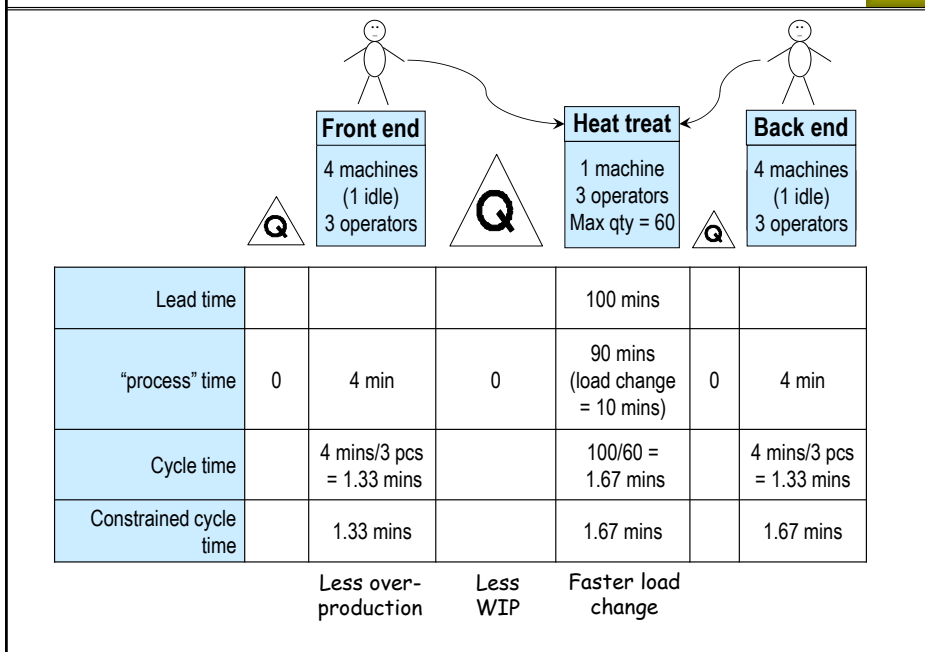 Front end
4 machines
(1 idle)
3 operators
Heat treat
1 machine
3 operators
Max qty = 60
Back end
4 machines
(1 idle)
3 operators
Q
Q
Q
Lead time
100 mins
“process” time
0
4 min
0
90 mins
(load change
= 10 mins)
0
4 min
Cycle time
4 mins/3 pcs
= 1.33 mins
100/60 =
1.67 mins
4 mins/3 pcs
= 1.33 mins
Constrained cycle
time
1.33 mins
1.67 mins
1.67 mins
Less over-
production
Less
WIP
Faster load
change